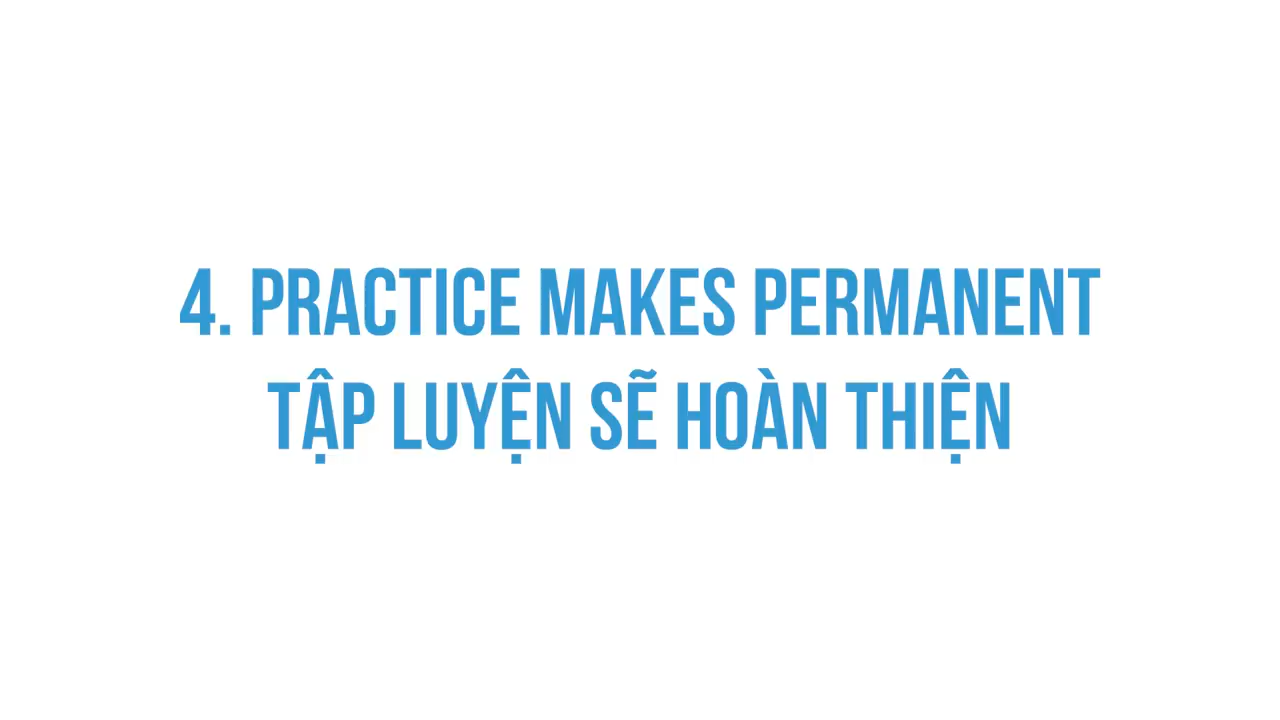 4. PRACTICE MAKES PERMANENT
TẬP LUYỆN SẼ HOÀN THIỆN